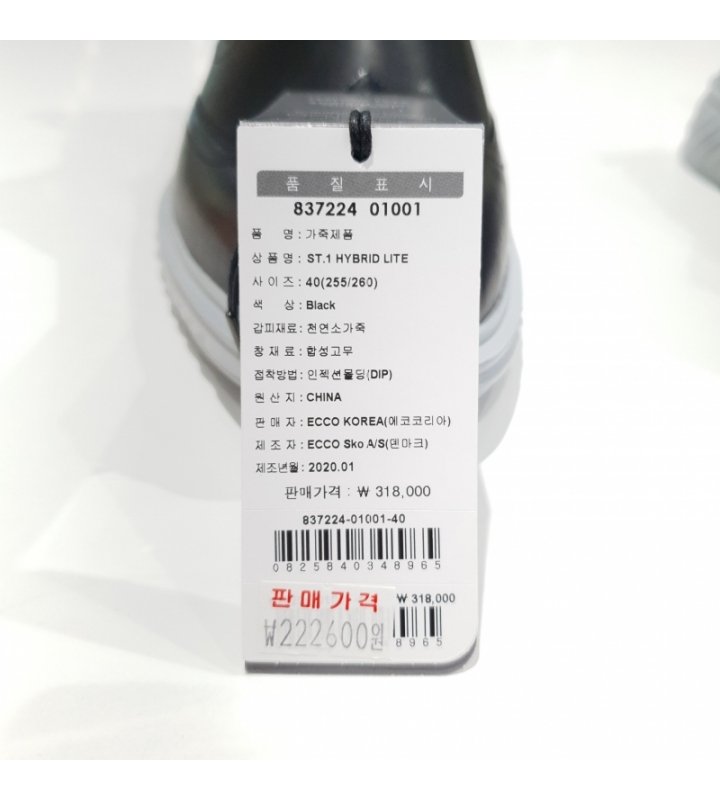 품 질 표 시
837224 01001
품 명 : 가죽제품
상 품 명 : ST.1 HYBRID LITE
사 이 즈 : 40(255/260)
색 상 : Black
갑피재료 : 천연소가죽
창 재 료 : 합성고무
접착방법 : 인젝션몰딩(DIP)
원 산 지 : CHINA
판 매 자 : ECCO KOREA(에코코리아)
제 조 자 : ECCO Sko A/S(덴마크)
제조년월 : 2020.01
판매가격 : ₩ 318,000
837224-01001-40
0825840348965
판매가격 ₩ 318,000
₩222600원 8965